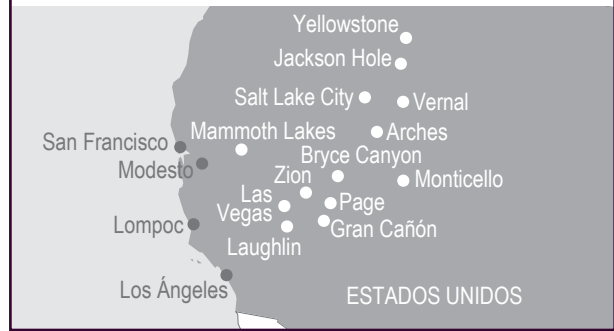 Yellowstone
Jackson Hole
Salt Lake City
Vernal
San Francisco
Mammoth Lakes
Arches
Modesto
Bryce Canyon
Zion
Monticello
Las
Vegas
Page
Lompoc
Gran Cañón
Laughlin
Los Ángeles
ESTADOS UNIDOS